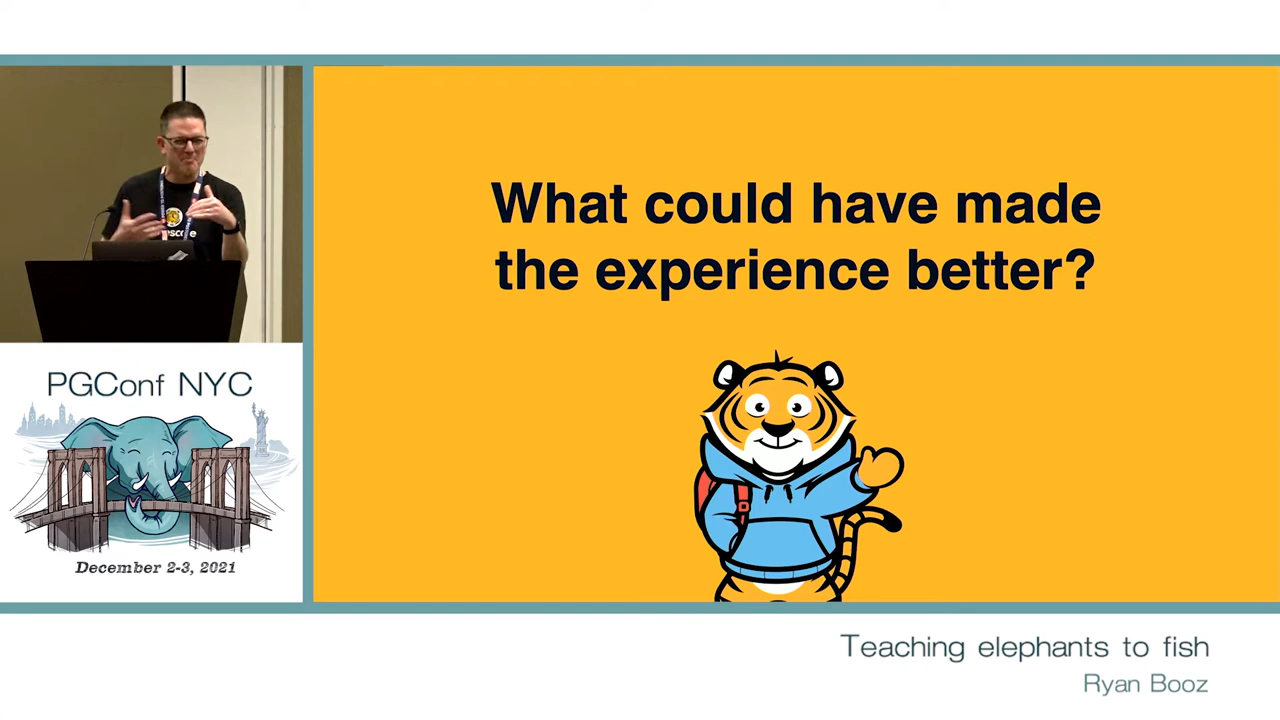 What could have made
the experience better?
PGConf NYC
December 2-3, 2021
Teaching elephants to fish
Ryan Booz